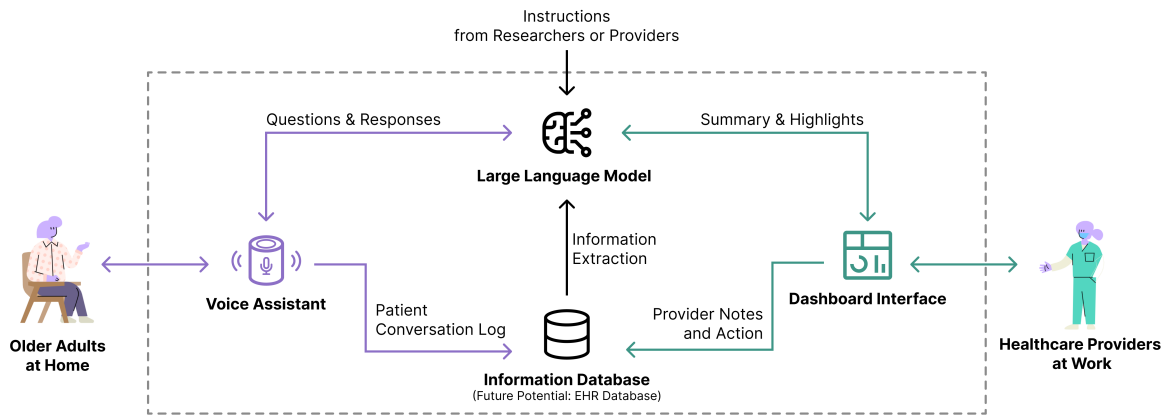 Instructions
from Researchers or Providers
Questions & Responses
Summary & Highlights
Large Language Model
Information
Extraction
Voice Assistant
Dashboard Interface
Patient
Conversation Log
Provider Notes
and Action
Older Adults
at Home
Healthcare Providers
at Work
Information Database
(Future Potential: EHR Database)